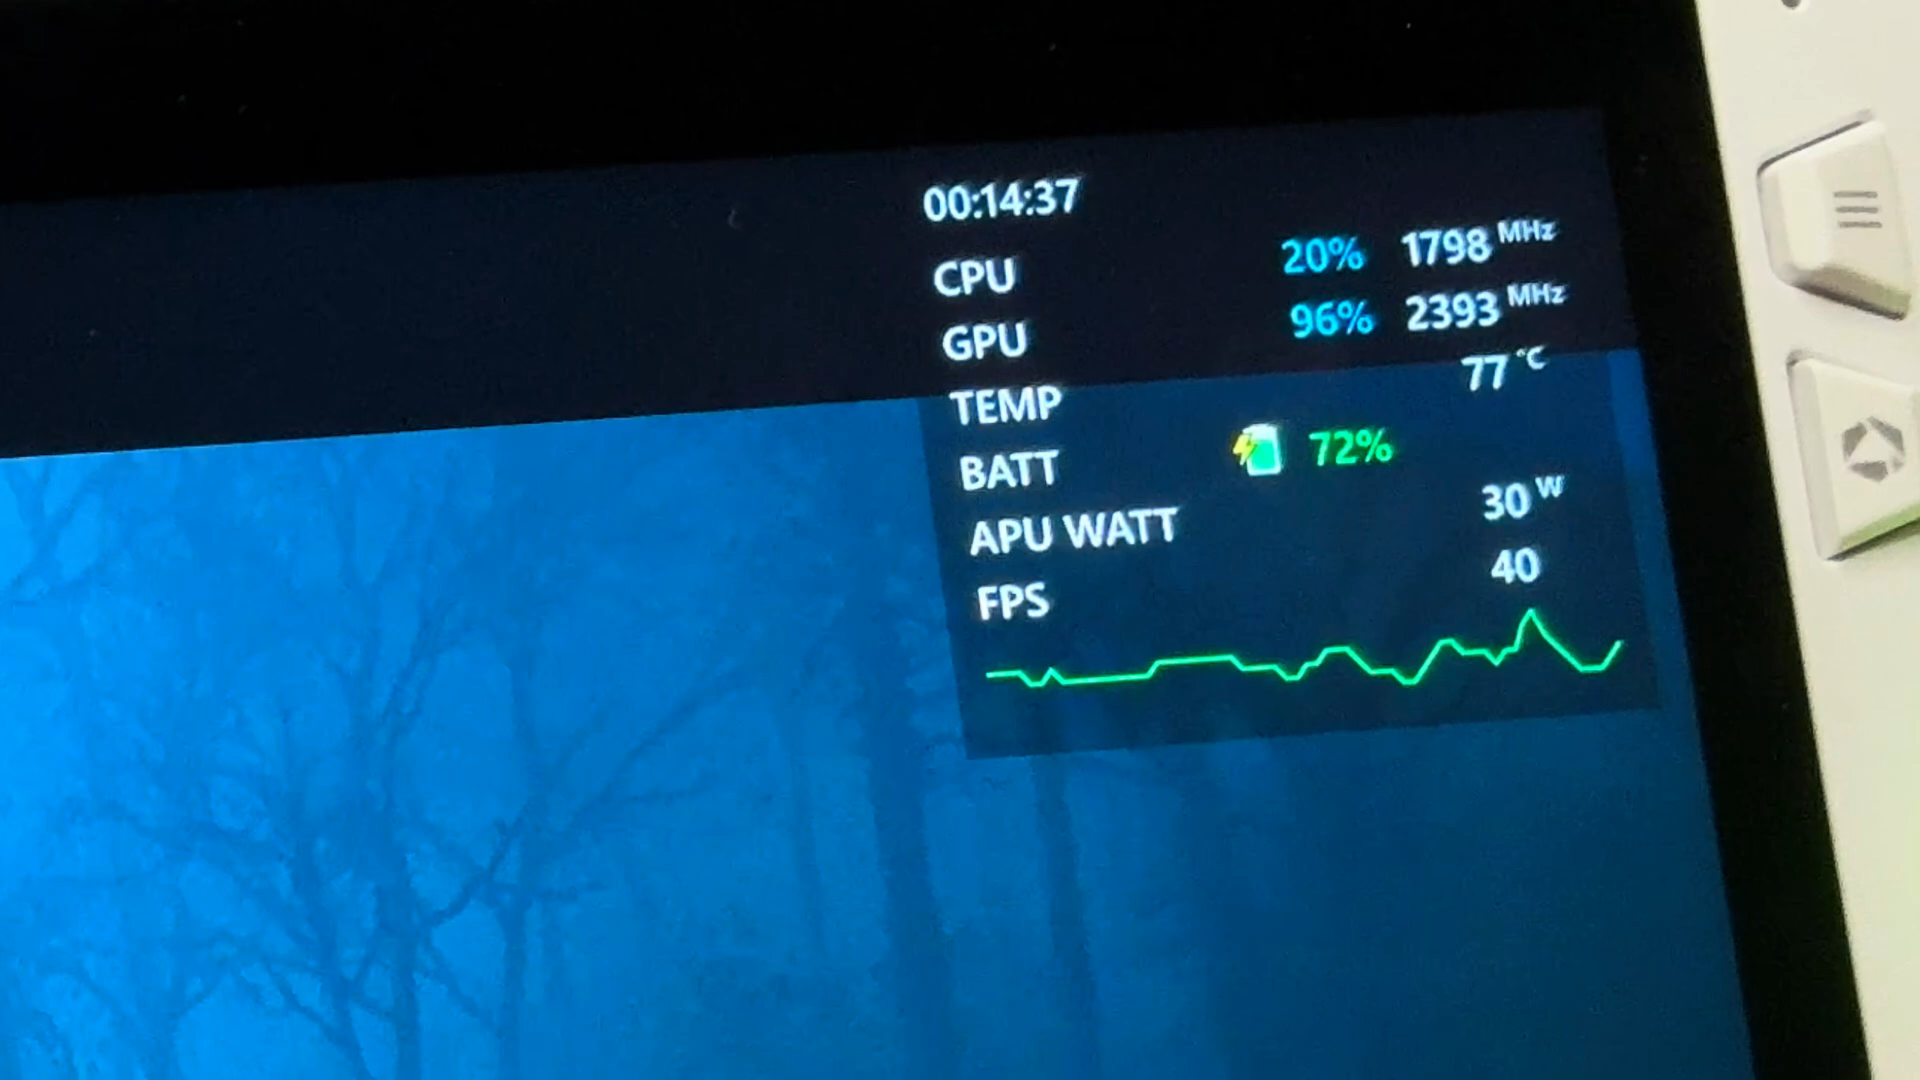 00:14:37
CPU 20% 1798 MHz
GPU 96% 2393 MHz
TEMP 77 °C
BATT 72%
APU WATT 30 W
FPS 40